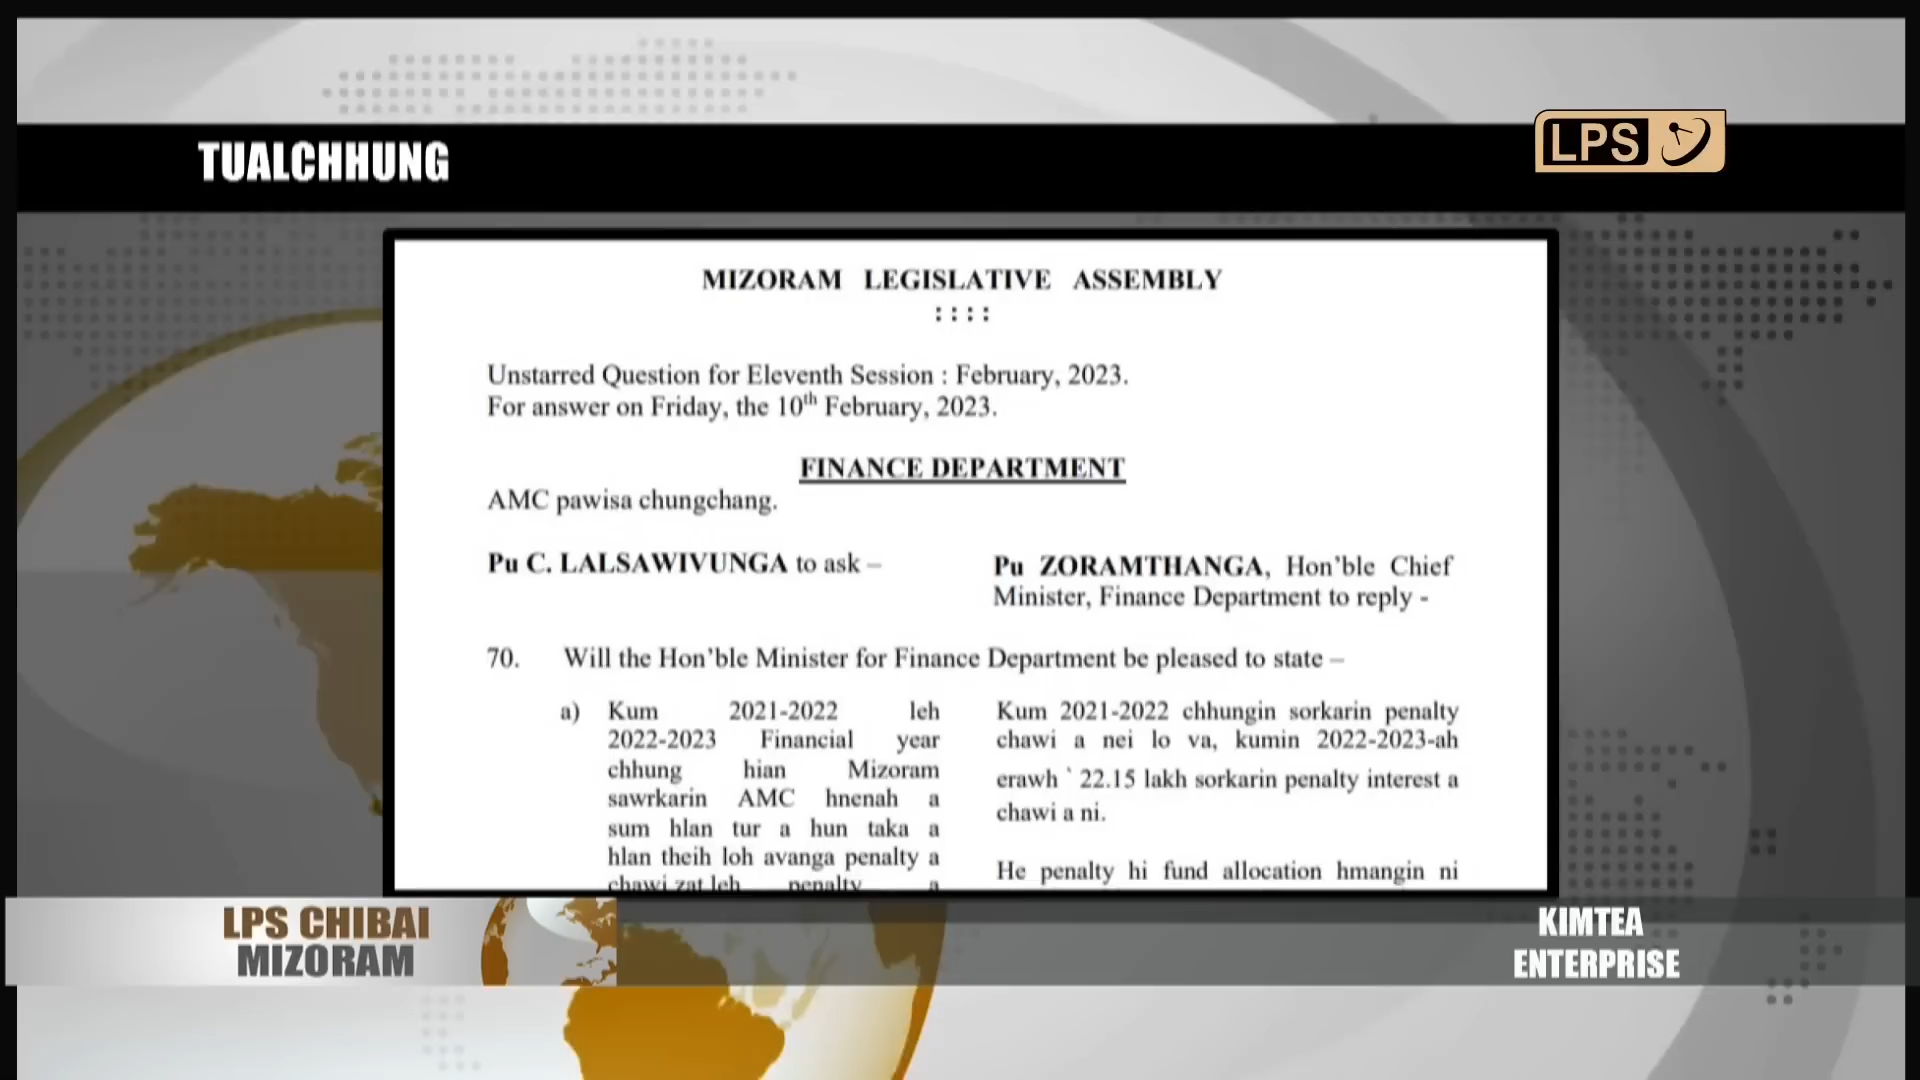 TUALCHHUNG
LPS
MIZORAM LEGISLATIVE ASSEMBLY
::::
Unstarred Question for Eleventh Session : February, 2023.
For answer on Friday, the 10th February, 2023.
FINANCE DEPARTMENT
AMC pawisa chungchang.
Pu C. LALSAWIVUNGA to ask –
Pu ZORAMTHANGA, Hon'ble Chief
Minister, Finance Department to reply -
70. Will the Hon'ble Minister for Finance Department be pleased to state –
a) Kum 2021-2022 leh
2022-2023 Financial year
chhung hian Mizoram
sawrkarin AMC hnenah a
sum hlan tur a hun taka a
hlan theih loh avanga penalty a
chawi zat leh penalty a
Kum 2021-2022 chhungin sorkarin penalty
chawi a nei lo va, kumin 2022-2023-ah
erawh ` 22.15 lakh sorkarin penalty interest a
chawi a ni.
He penalty hi fund allocation hmangin ni
LPS CHIBAI
MIZORAM
KIMTEA
ENTERPRISE